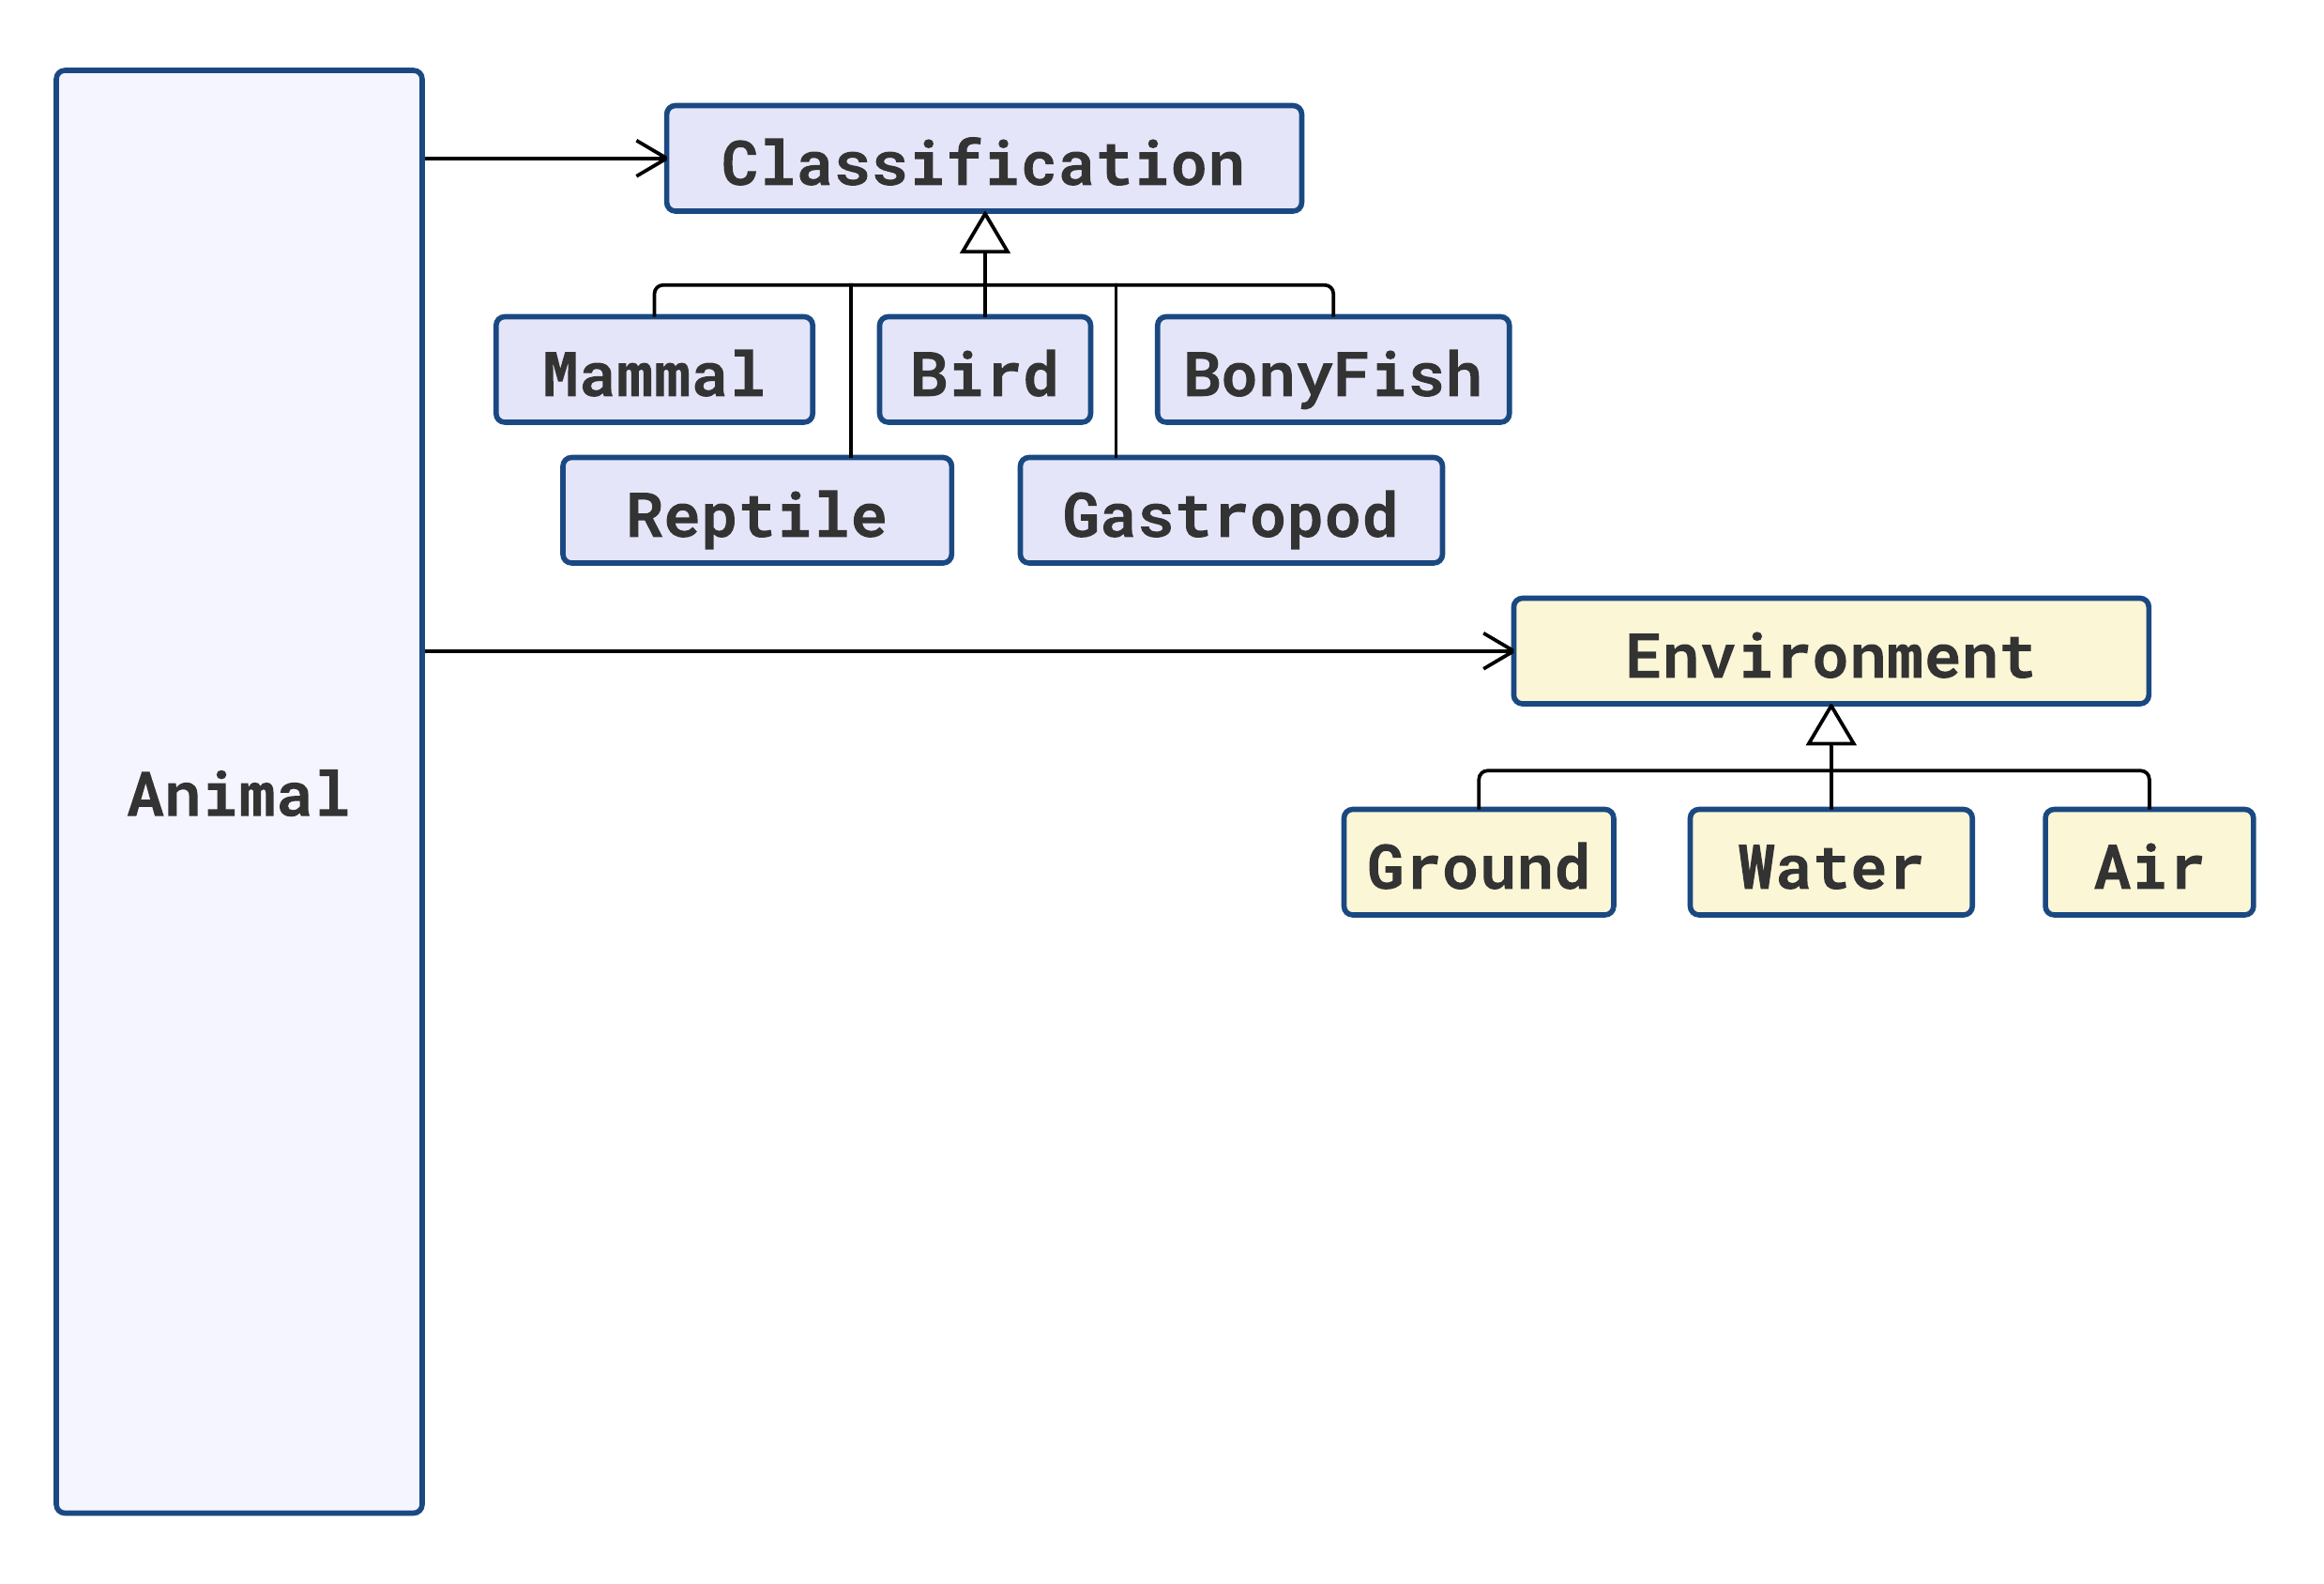 Classification
Mammal
Bird
BonyFish
Reptile
Gastropod
Environment
Animal
Ground
Water
Air